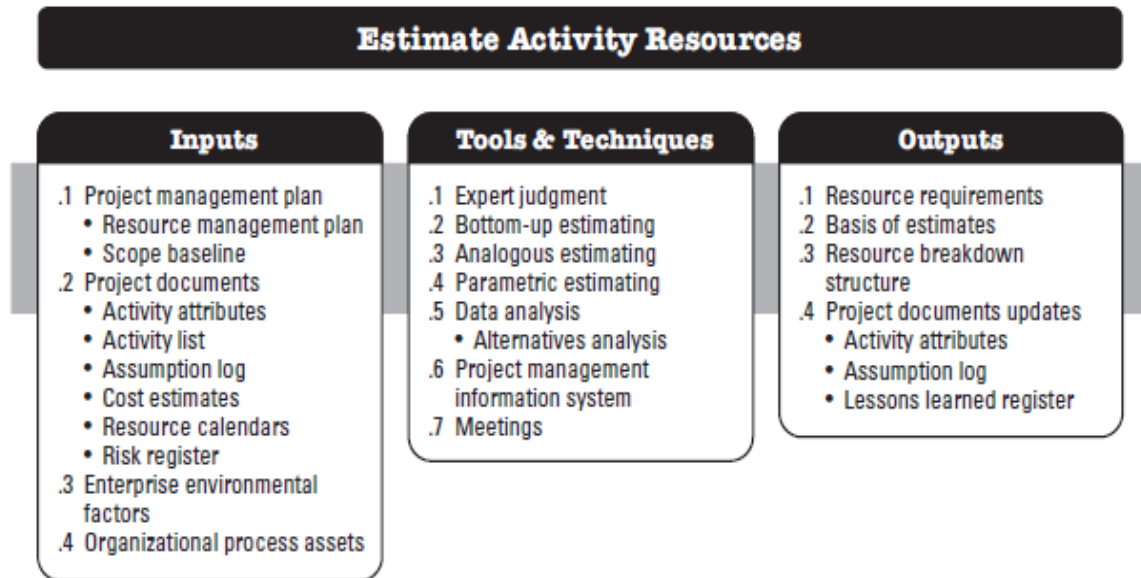 Estimate Activity Resources
Inputs
.1 Project management plan
• Resource management plan
• Scope baseline
.2 Project documents
• Activity attributes
• Activity list
• Assumption log
• Cost estimates
• Resource calendars
• Risk register
.3 Enterprise environmental
factors
.4 Organizational process assets
Tools & Techniques
.1 Expert judgment
.2 Bottom-up estimating
.3 Analogous estimating
.4 Parametric estimating
.5 Data analysis
• Alternatives analysis
.6 Project management
information system
.7 Meetings
Outputs
.1 Resource requirements
.2 Basis of estimates
.3 Resource breakdown
structure
.4 Project documents updates
• Activity attributes
• Assumption log
• Lessons learned register